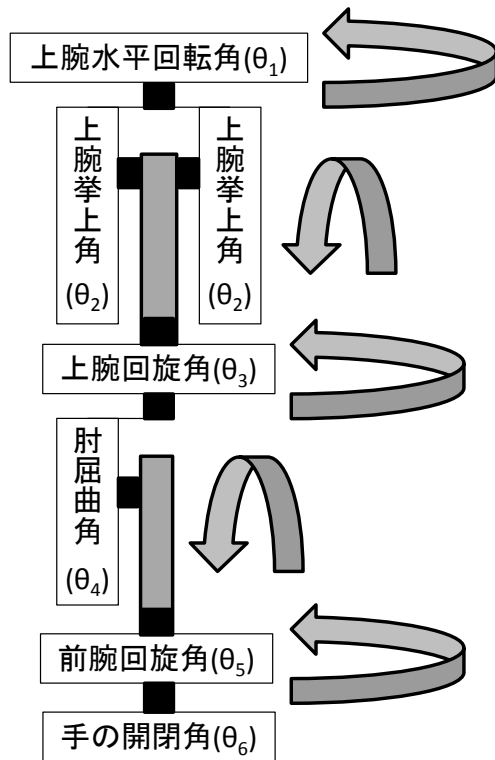 上腕水平回転角(θ₁)
上腕挙上角(θ₂)
上腕挙上角(θ₂)
上腕回旋角(θ₃)
肘屈曲角(θ₄)
前腕回旋角(θ₅)
手の開閉角(θ₆)